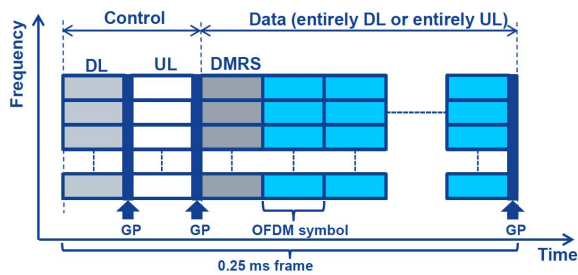 Control
Data (entirely DL or entirely UL)
DL
UL
DMRS
Frequency
GP
GP
OFDM symbol
GP
Time
0.25 ms frame